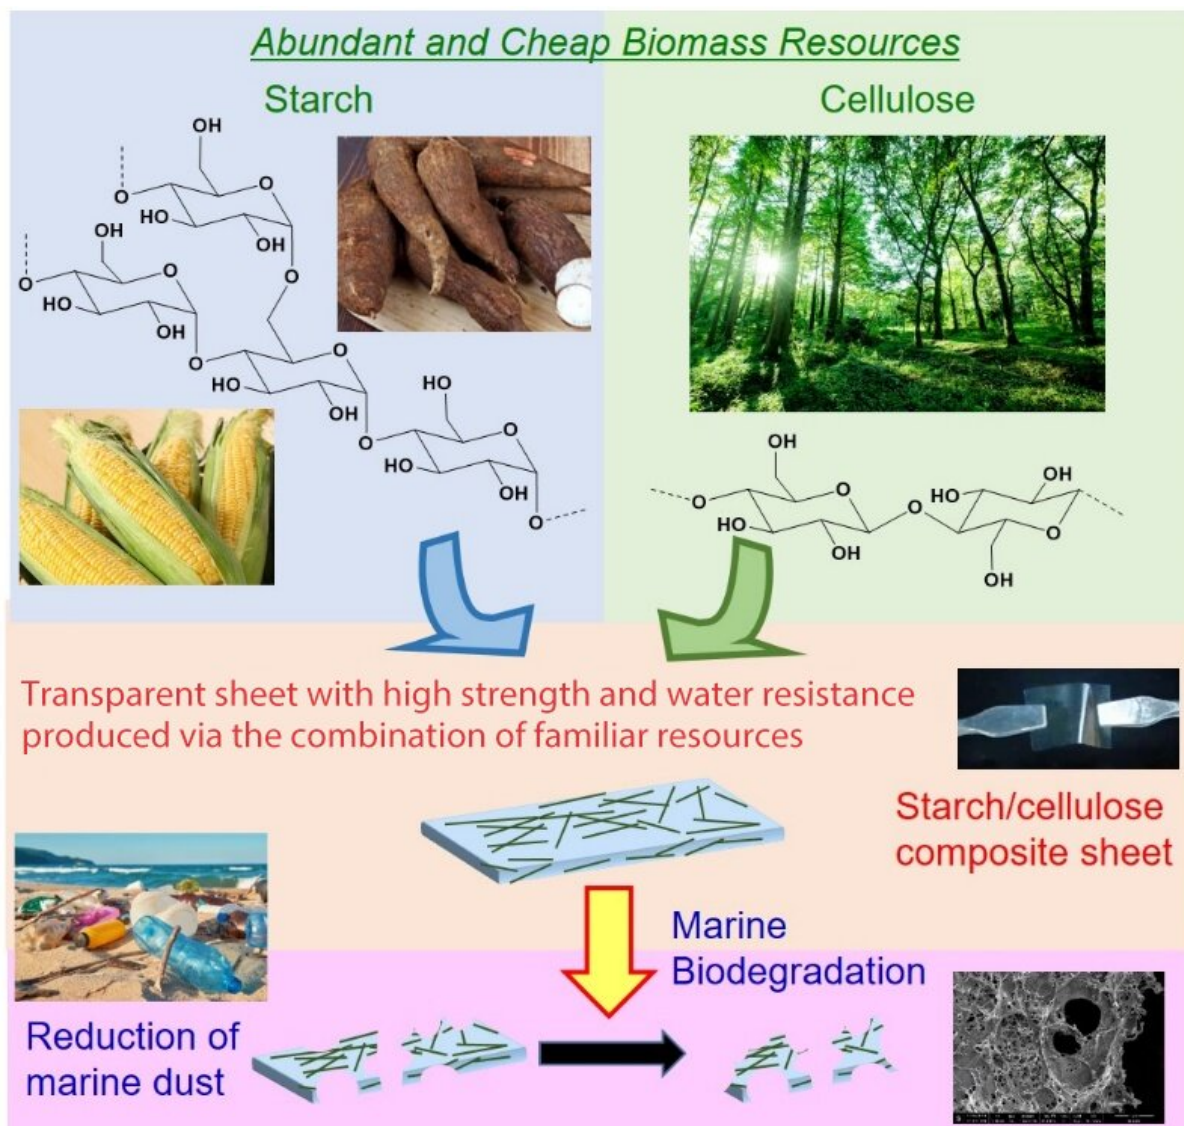 Abundant and Cheap Biomass Resources
Starch
Cellulose
OH
O
O
HO
OH
OH
O
O
O
HO
OH
O
O
HO
OH
HO
O
O
HO
OH
O
OH
O
O
HO
OH
O
HO
OH
O
OH
Transparent sheet with high strength and water resistance
produced via the combination of familiar resources
Starch/cellulose
composite sheet
Marine
Biodegradation
Reduction of
marine dust